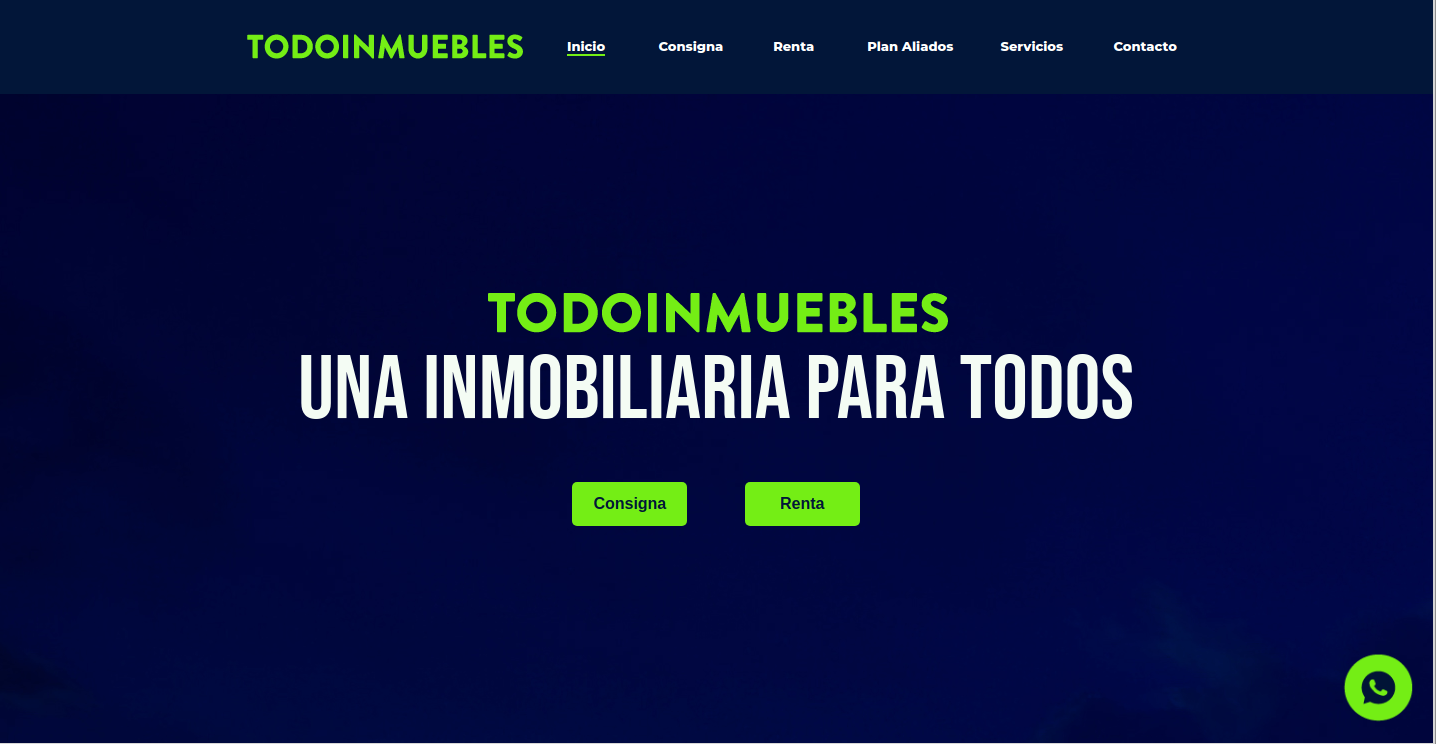 TODOINMUEBLES Inicio Consigna Renta Plan Aliados Servicios Contacto
TODOINMUEBLES
UNA INMOBILIARIA PARA TODOS
Consigna Renta